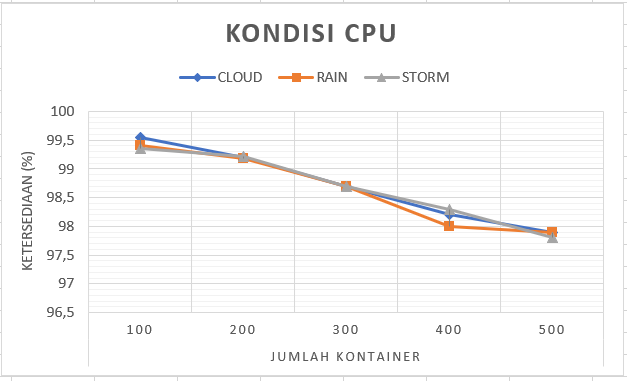 KONDISI CPU
CLOUD RAIN STORM
KETERSEDIAAN (%)
100
99,5
99
98,5
98
97,5
97
96,5
100 200 300 400 500
JUMLAH KONTAINER